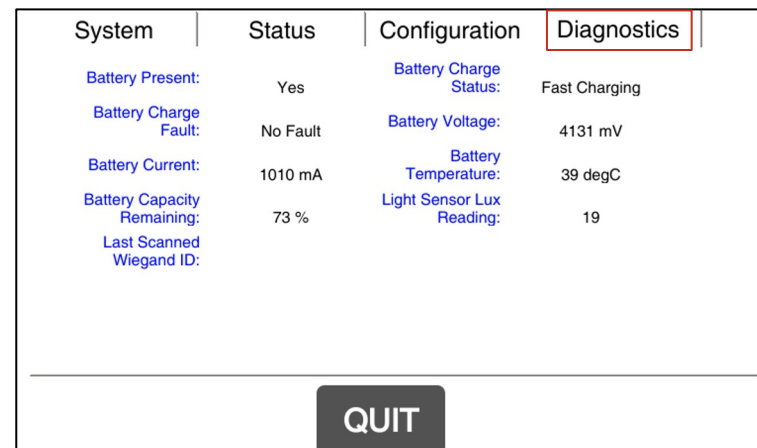 System Status Configuration Diagnostics
Battery Present: Yes
Battery Charge Status: Fast Charging
Battery Charge Fault: No Fault
Battery Voltage: 4131 mV
Battery Current: 1010 mA
Battery Temperature: 39 degC
Battery Capacity Remaining: 73 %
Light Sensor Lux Reading: 19
Last Scanned Wiegand ID:
QUIT